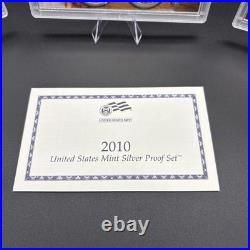 UNITED STATES MINT
2010
United States Mint Silver Proof Set™